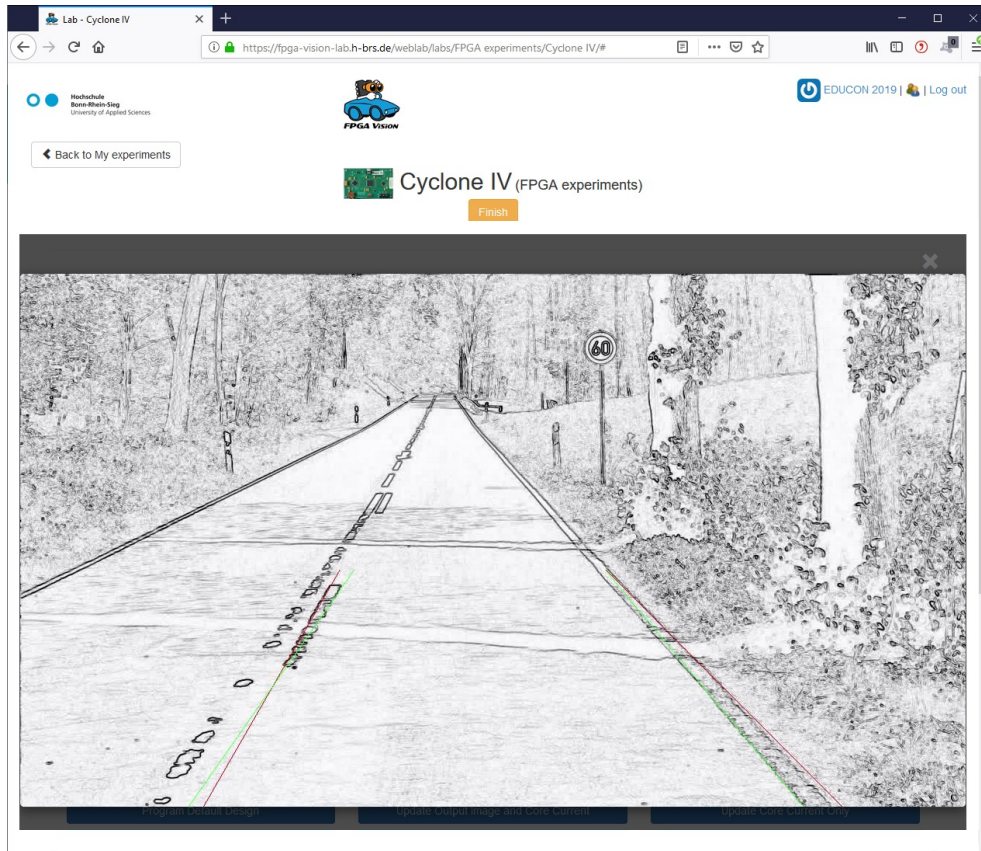 Lab - Cyclone IV
https://fpga-vision-lab.h-brs.de/weblab/labs/FPGA experiments/Cyclone IV/#
0
Hochschule
Bonn-Rhein-Sieg
University of Applied Sciences
FPGA VISION
EDUCON 2019 | | Log out
Back to My experiments
Cyclone IV (FPGA experiments)
Finish
60
Program Default Design
Update Output Image and Core Current
Update Core Current Only